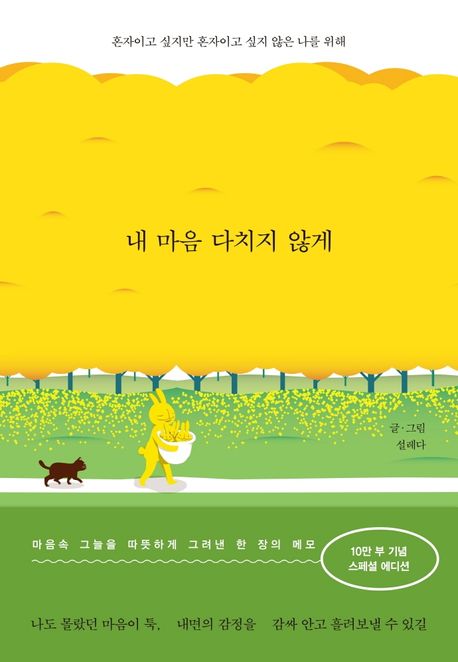 혼자이고 싶지만 혼자이고 싶지 않은 나를 위해
내 마음 다치지 않게
글·그림
설레다
마음속 그늘을 따뜻하게 그려낸 한 장의 메모
10만 부 기념
스페셜 에디션
나도 몰랐던 마음이 툭, 내면의 감정을 감싸 안고 흘려보낼 수 있길